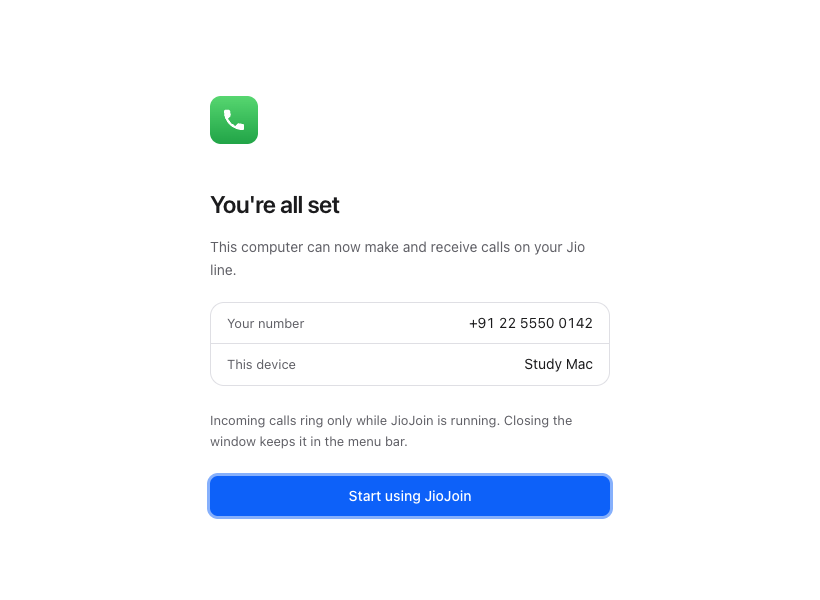 You're all set
This computer can now make and receive calls on your Jio
line.
Your number +91 22 5550 0142
This device Study Mac
Incoming calls ring only while JioJoin is running. Closing the
window keeps it in the menu bar.
Start using JioJoin